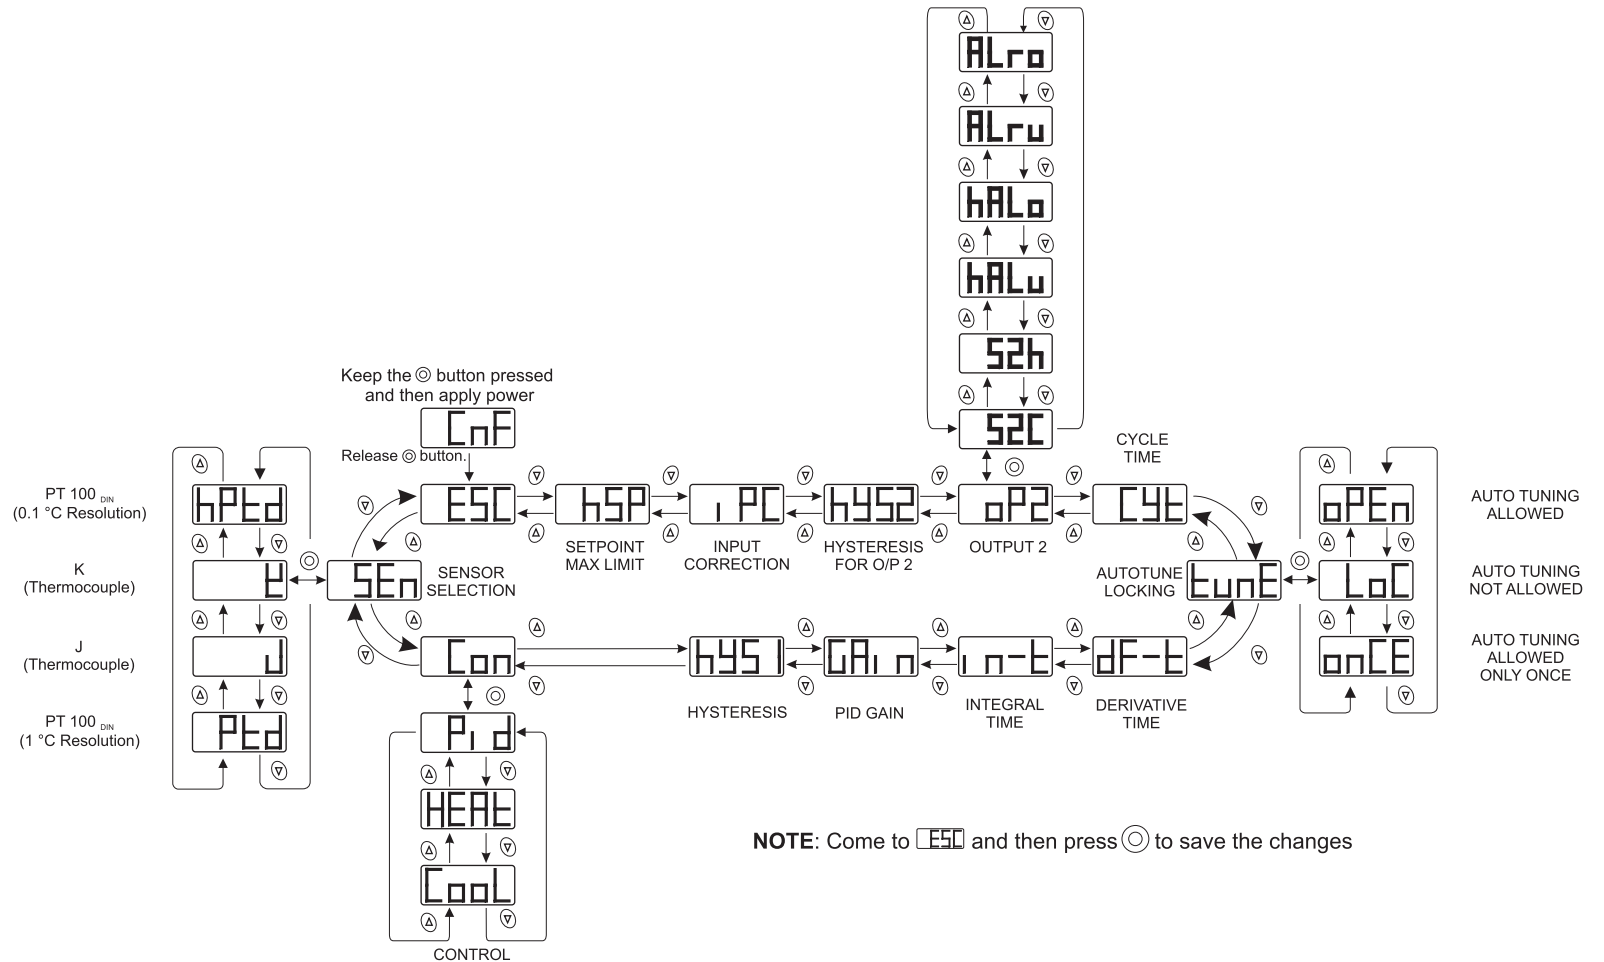 ALro
ALru
hALo
hALu
S2h
S2C
Keep the button pressed
and then apply power
CnF
Release button.
CYCLE
TIME
PT 100 DIN
(0.1 °C Resolution)
hPtd
ESC
hSP
iPC
hYS2
oP2
CYt
oPEn
AUTO TUNING
ALLOWED
SETPOINT
MAX LIMIT
INPUT
CORRECTION
HYSTERESIS
FOR O/P 2
OUTPUT 2
K
(Thermocouple)
SEn
SENSOR
SELECTION
AUTOTUNE
LOCKING
tunE
LoC
AUTO TUNING
NOT ALLOWED
J
(Thermocouple)
J
Con
hYS1
GAin
in-t
dF-t
onCE
AUTO TUNING
ALLOWED
ONLY ONCE
PT 100 DIN
(1 °C Resolution)
Ptd
Pid
HYSTERESIS
PID GAIN
INTEGRAL
TIME
DERIVATIVE
TIME
HEAt
CooL
CONTROL
NOTE: Come to ESC and then press to save the changes